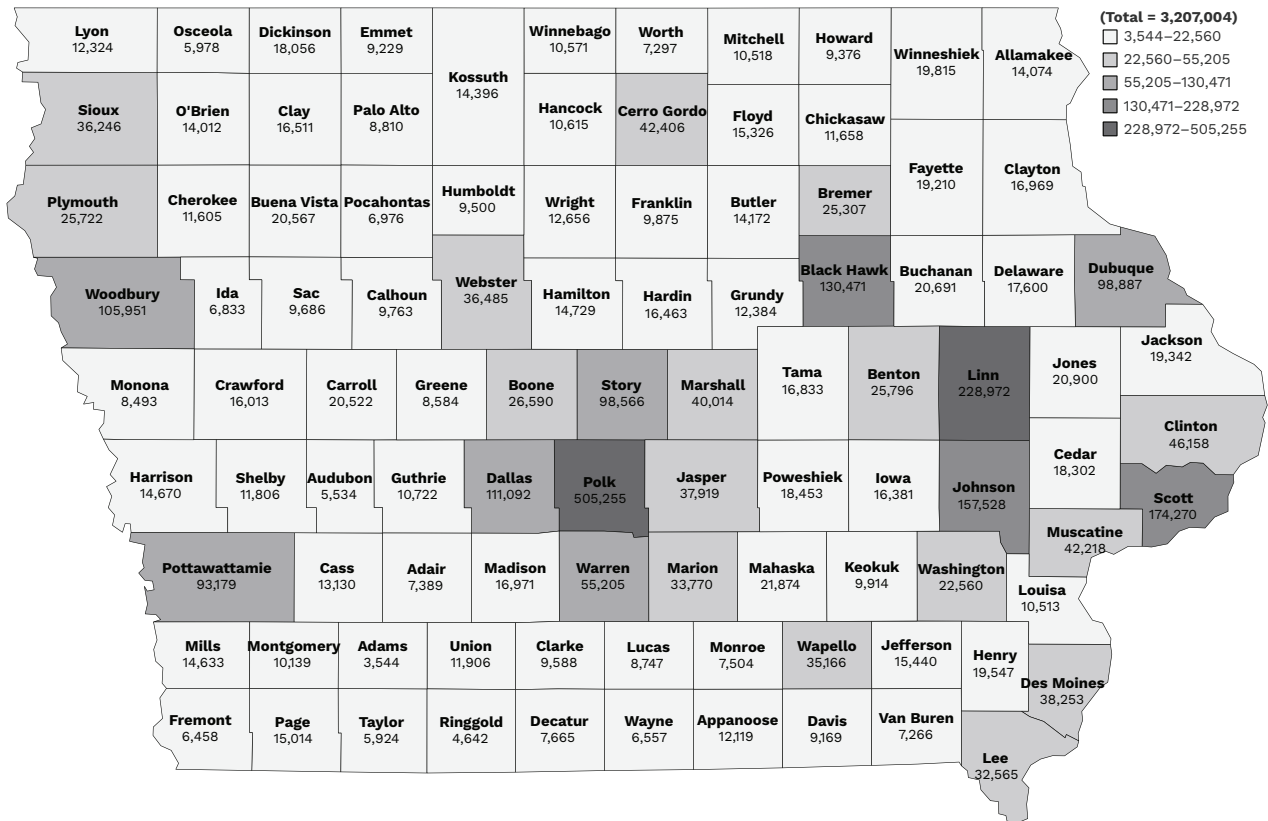 (Total = 3,207,004)
3,544–22,560
22,560–55,205
55,205–130,471
130,471–228,972
228,972–505,255
Lyon
12,324
Osceola
5,978
Dickinson
18,056
Emmet
9,229
Kossuth
14,396
Winnebago
10,571
Worth
7,297
Mitchell
10,518
Howard
9,376
Winneshiek
19,815
Allamakee
14,074
Sioux
36,246
O'Brien
14,012
Clay
16,511
Palo Alto
8,810
Hancock
10,615
Cerro Gordo
42,406
Floyd
15,326
Chickasaw
11,658
Fayette
19,210
Clayton
16,969
Plymouth
25,722
Cherokee
11,605
Buena Vista
20,567
Pocahontas
6,976
Humboldt
9,500
Wright
12,656
Franklin
9,875
Butler
14,172
Bremer
25,307
Woodbury
105,951
Ida
6,833
Sac
9,686
Calhoun
9,763
Webster
36,485
Hamilton
14,729
Hardin
16,463
Grundy
12,384
Black Hawk
130,471
Buchanan
20,691
Delaware
17,600
Dubuque
98,887
Monona
8,493
Crawford
16,013
Carroll
20,522
Greene
8,584
Boone
26,590
Story
98,566
Marshall
40,014
Tama
16,833
Benton
25,796
Linn
228,972
Jones
20,900
Jackson
19,342
Clinton
46,158
Harrison
14,670
Shelby
11,806
Audubon
5,534
Guthrie
10,722
Dallas
111,092
Polk
505,255
Jasper
37,919
Poweshiek
18,453
Iowa
16,381
Johnson
157,528
Cedar
18,302
Scott
174,270
Muscatine
42,218
Pottawattamie
93,179
Cass
13,130
Adair
7,389
Madison
16,971
Warren
55,205
Marion
33,770
Mahaska
21,874
Keokuk
9,914
Washington
22,560
Louisa
10,513
Mills
14,633
Montgomery
10,139
Adams
3,544
Union
11,906
Clarke
9,588
Lucas
8,747
Monroe
7,504
Wapello
35,166
Jefferson
15,440
Henry
19,547
Des Moines
38,253
Fremont
6,458
Page
15,014
Taylor
5,924
Ringgold
4,642
Decatur
7,665
Wayne
6,557
Appanoose
12,119
Davis
9,169
Van Buren
7,266
Lee
32,565